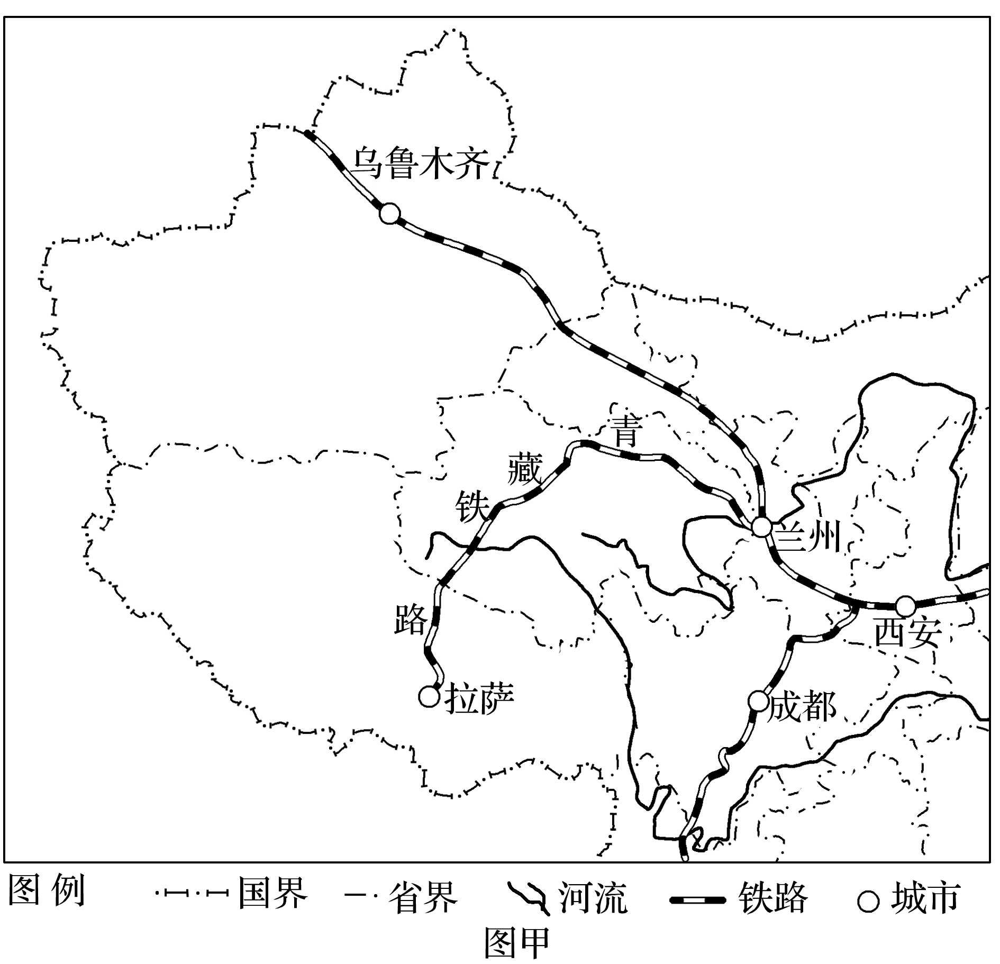 乌鲁木齐
青
藏
铁
路
兰州
西安
拉萨
成都
图例 国界 省界 河流 铁路 城市
图甲